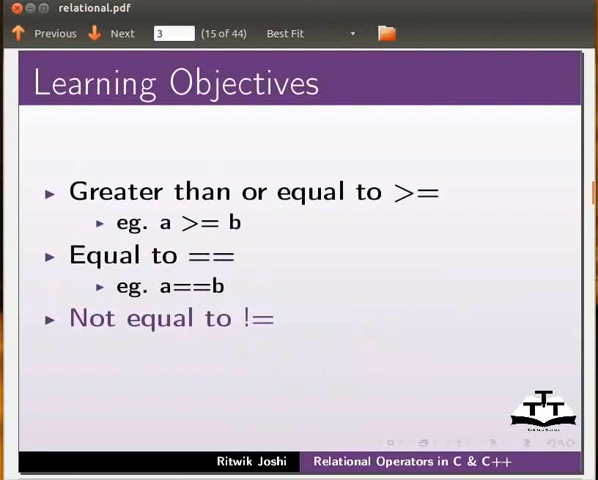 relational.pdf
Previous Next 3 (15 of 44) Best Fit
Learning Objectives
Greater than or equal to >=
eg. a >= b
Equal to ==
eg. a==b
Not equal to !=
Ritwik Joshi Relational Operators in C & C++